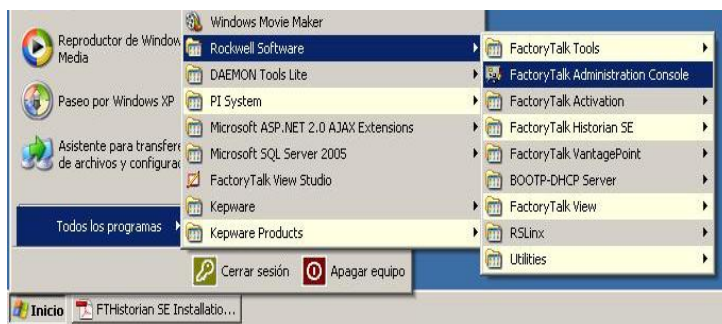 Reproductor de Window
Media
Paseo por Windows XP
Asistente para transfere
de archivos y configurac
Todos los programas
Windows Movie Maker
Rockwell Software
DAEMON Tools Lite
PI System
Microsoft ASP.NET 2.0 AJAX Extensions
Microsoft SQL Server 2005
FactoryTalk View Studio
Kepware
Kepware Products
FactoryTalk Tools
FactoryTalk Administration Console
FactoryTalk Activation
FactoryTalk Historian SE
FactoryTalk VantagePoint
BOOTP-DHCP Server
FactoryTalk View
RSLinx
Utilities
Cerrar sesión
Apagar equipo
Inicio
FTHistorian SE Installatio...